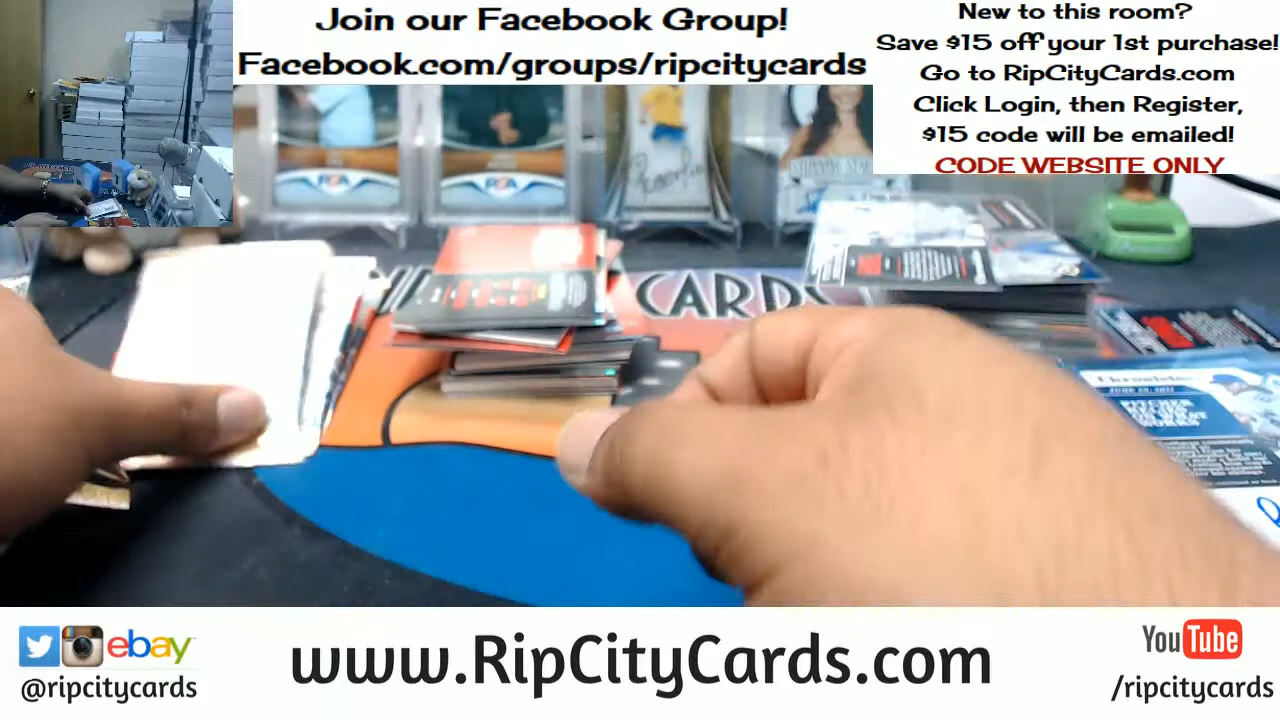 Join our Facebook Group!
Facebook.com/groups/ripcitycards
New to this room?
Save $15 off your 1st purchase!
Go to RipCityCards.com
Click Login, then Register,
$15 code will be emailed!
CODE WEBSITE ONLY
CARDS
PITCHER
WORKS
ebay
@ripcitycards
www.RipCityCards.com
YouTube
/ripcitycards